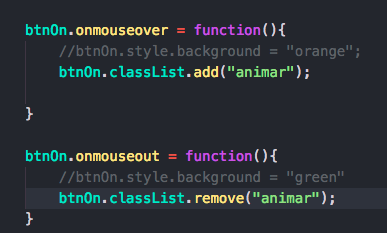 btnOn.onmouseover = function(){
//btnOn.style.background = "orange";
btnOn.classList.add("animar");
}
btnOn.onmouseout = function(){
//btnOn.style.background = "green"
btnOn.classList.remove("animar");
}